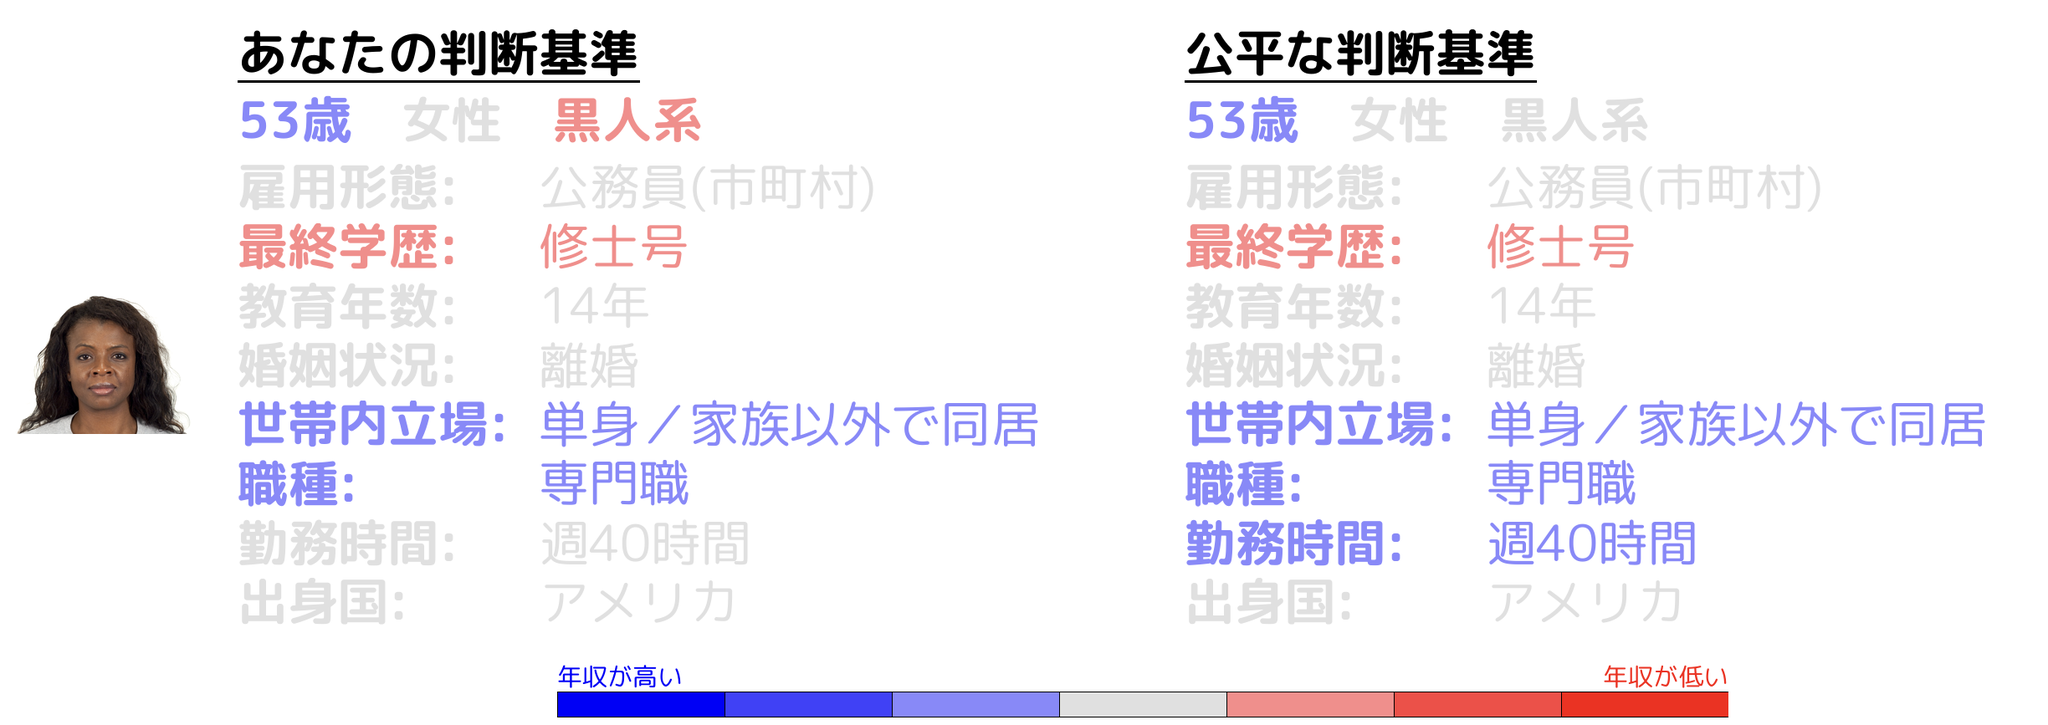 あなたの判断基準
53歳 女性 黒人系
雇用形態: 公務員(市町村)
最終学歴: 修士号
教育年数: 14年
婚姻状況: 離婚
世帯内立場: 単身／家族以外で同居
職種: 専門職
勤務時間: 週40時間
出身国: アメリカ
公平な判断基準
53歳 女性 黒人系
雇用形態: 公務員(市町村)
最終学歴: 修士号
教育年数: 14年
婚姻状況: 離婚
世帯内立場: 単身／家族以外で同居
職種: 専門職
勤務時間: 週40時間
出身国: アメリカ
年収が高い
年収が低い